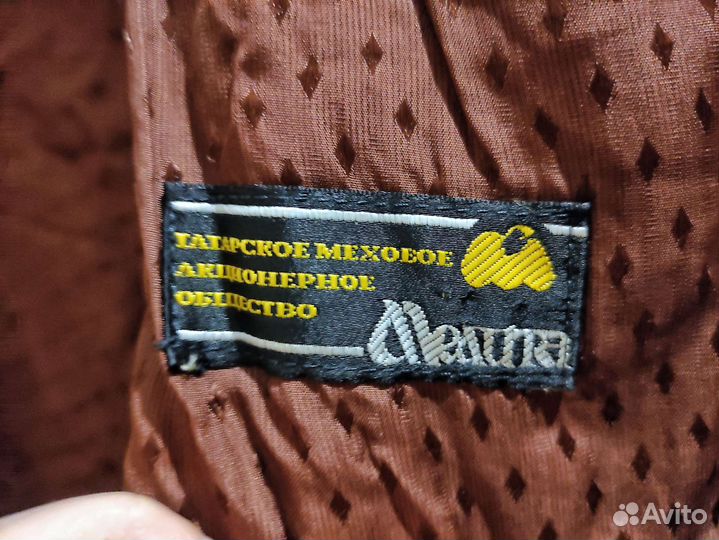 ТАТАРСКОЕ МЕХОВОЕ
АКЦИОНЕРНОЕ
ОБЩЕСТВО
Мелита
Avito